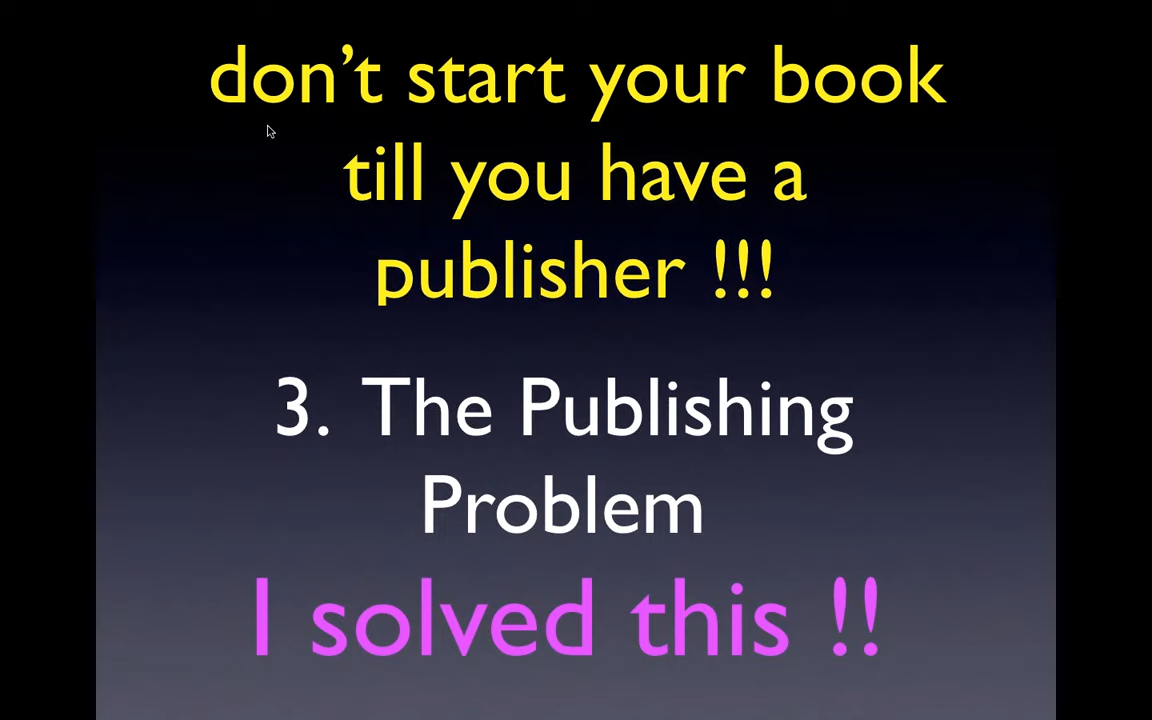 don’t start your book
till you have a
publisher !!!
3. The Publishing
Problem
I solved this !!